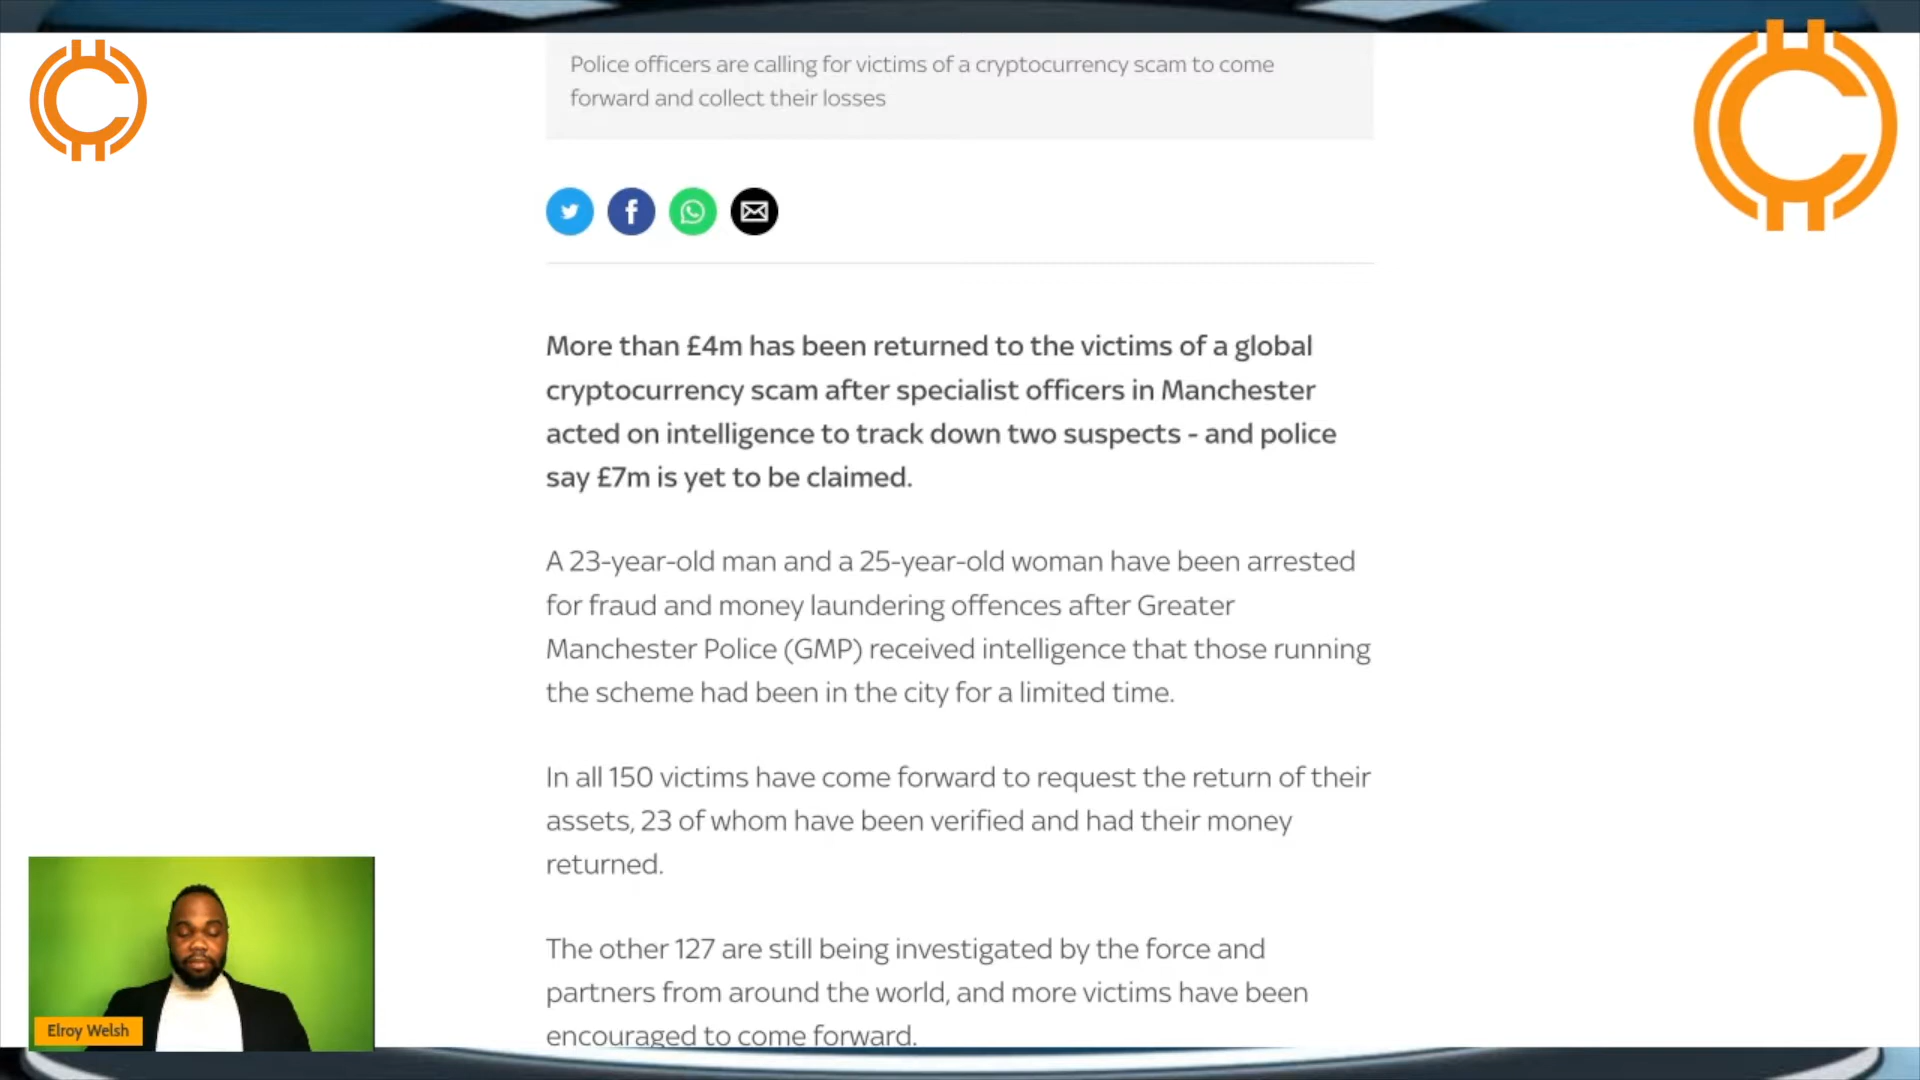 Police officers are calling for victims of a cryptocurrency scam to come
forward and collect their losses
More than £4m has been returned to the victims of a global
cryptocurrency scam after specialist officers in Manchester
acted on intelligence to track down two suspects - and police
say £7m is yet to be claimed.
A 23-year-old man and a 25-year-old woman have been arrested
for fraud and money laundering offences after Greater
Manchester Police (GMP) received intelligence that those running
the scheme had been in the city for a limited time.
In all 150 victims have come forward to request the return of their
assets, 23 of whom have been verified and had their money
returned.
The other 127 are still being investigated by the force and
partners from around the world, and more victims have been
encouraged to come forward.
Elroy Welsh